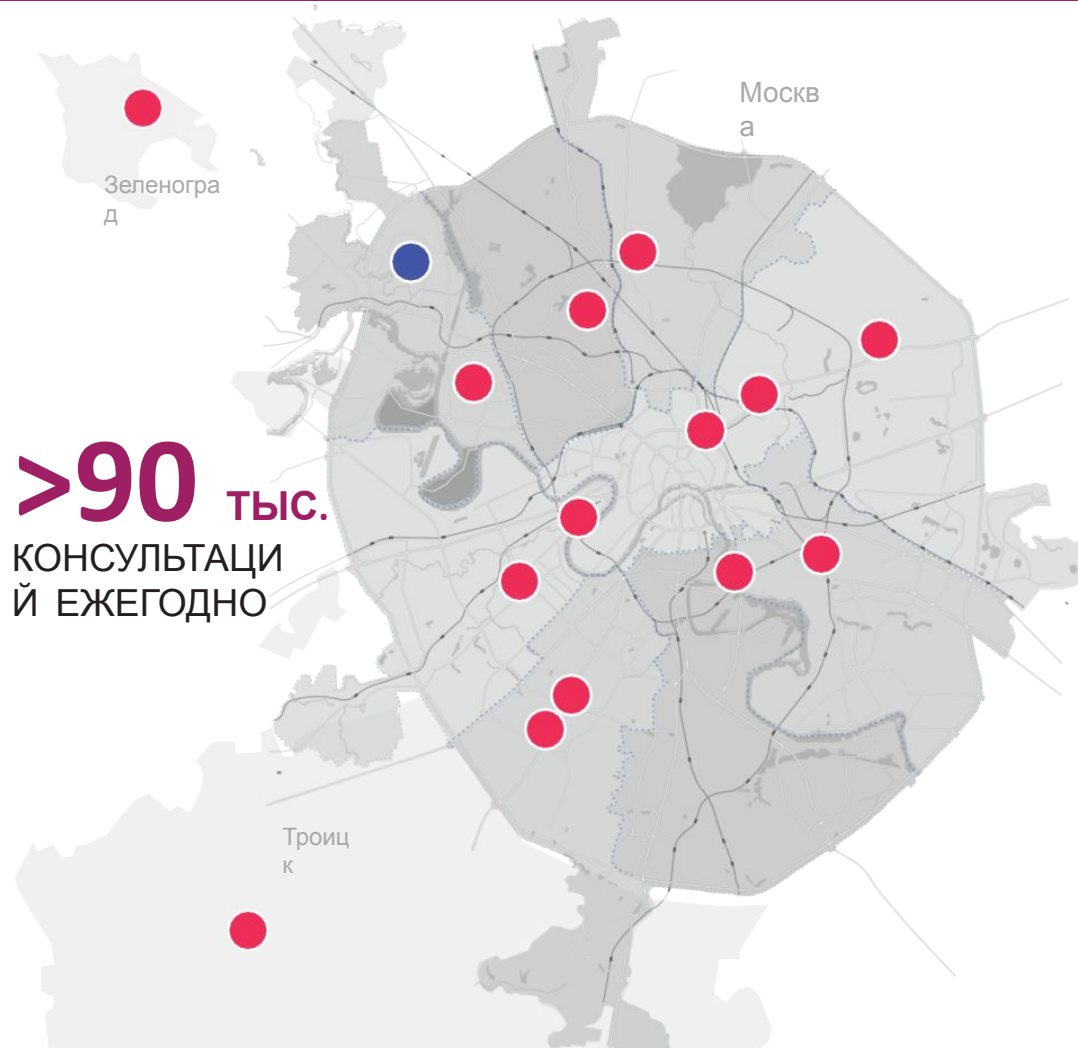 Москв
а
Зеленогра
д
>90 тыс.
КОНСУЛЬТАЦИ
Й ЕЖЕГОДНО
Троиц
к